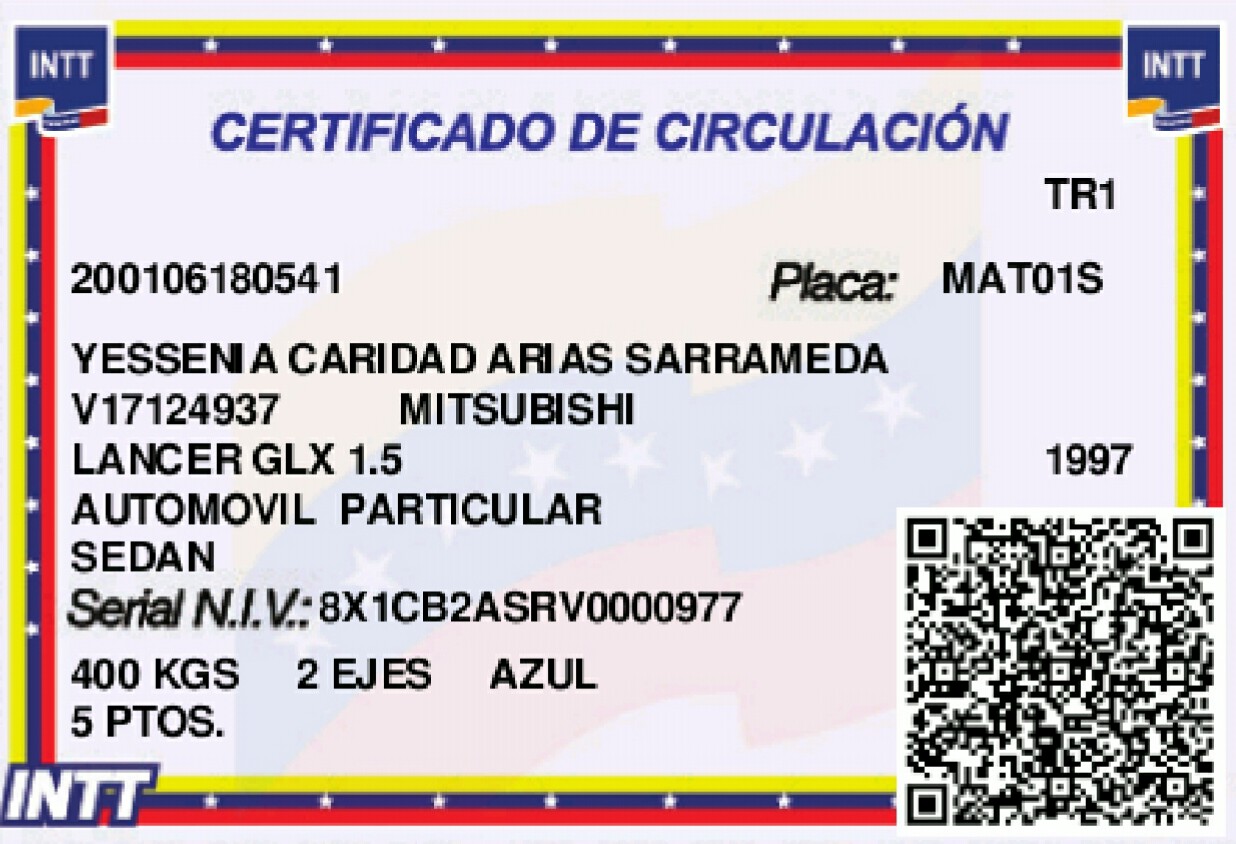 INTT
INTT
CERTIFICADO DE CIRCULACIÓN
TR1
200106180541 Placa: MAT01S
YESSENIA CARIDAD ARIAS SARRAMEDA
V17124937 MITSUBISHI
LANCER GLX 1.5 1997
AUTOMOVIL PARTICULAR
SEDAN
Serial N.I.V.: 8X1CB2ASRV0000977
400 KGS 2 EJES AZUL
5 PTOS.
INTT